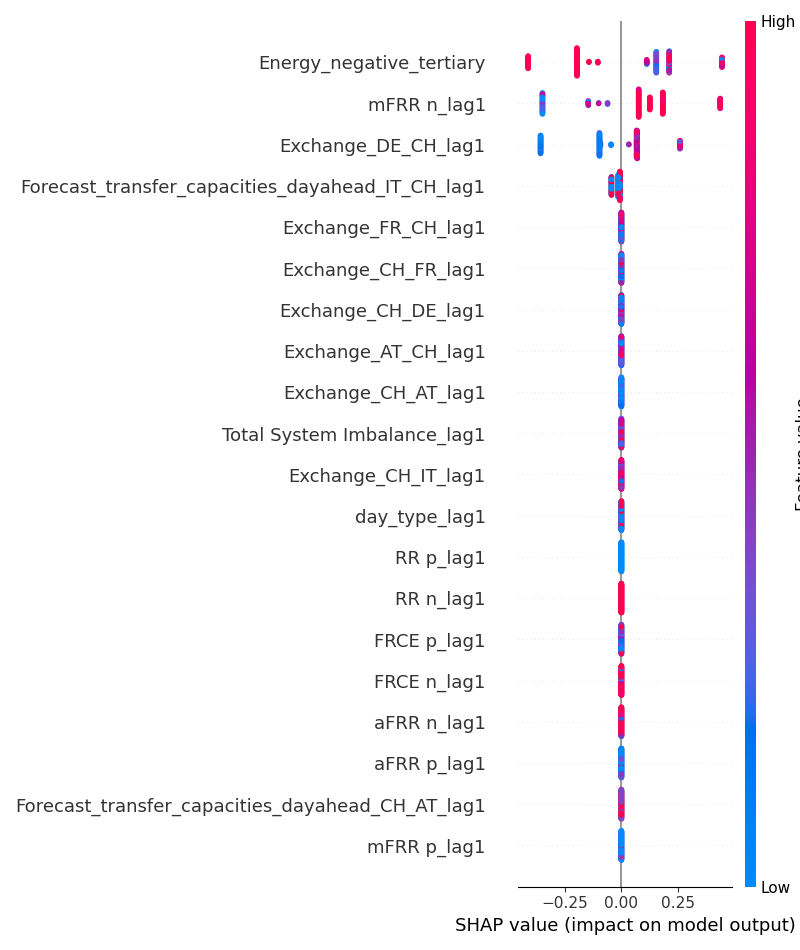 High
Energy_negative_tertiary
mFRR n_lag1
Exchange_DE_CH_lag1
Forecast_transfer_capacities_dayahead_IT_CH_lag1
Exchange_FR_CH_lag1
Exchange_CH_FR_lag1
Exchange_CH_DE_lag1
Exchange_AT_CH_lag1
Exchange_CH_AT_lag1
Total System Imbalance_lag1
Exchange_CH_IT_lag1
day_type_lag1
RR p_lag1
RR n_lag1
FRCE p_lag1
FRCE n_lag1
aFRR n_lag1
aFRR p_lag1
Forecast_transfer_capacities_dayahead_CH_AT_lag1
mFRR p_lag1
Low
−0.25 0.00 0.25
SHAP value (impact on model output)
Feature value